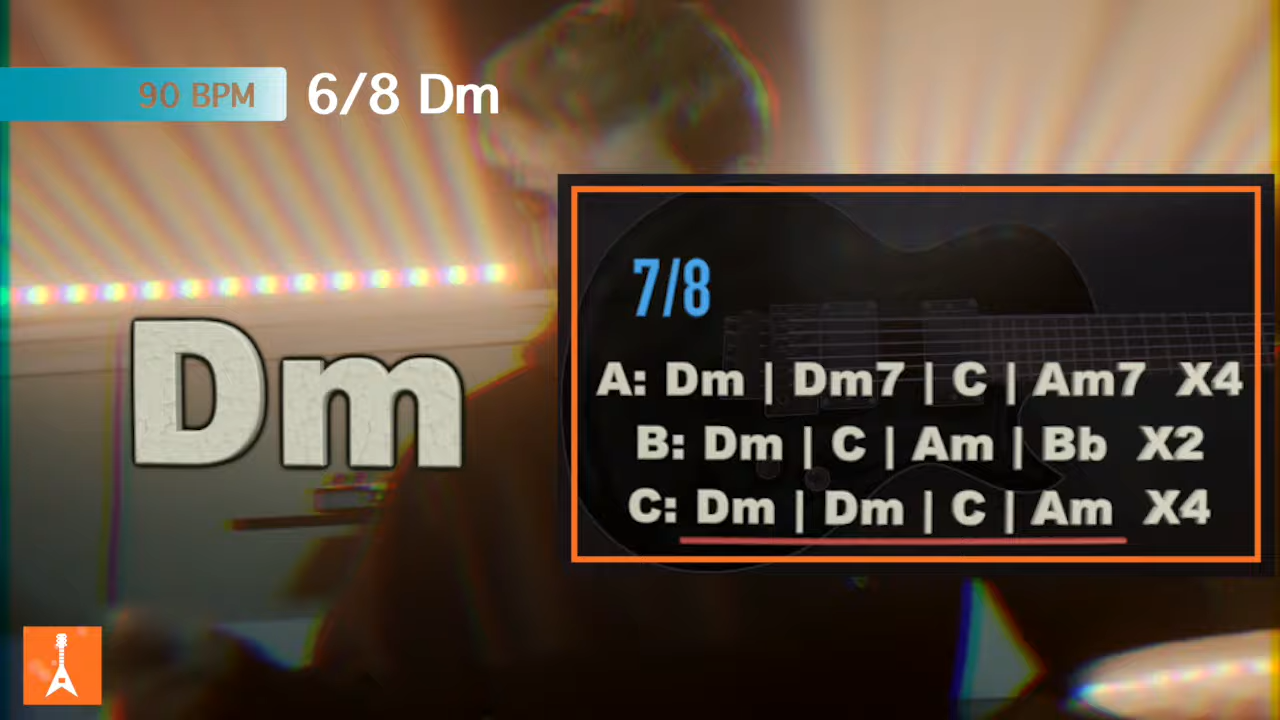 90 BPM 6/8 Dm
Dm
7/8
A: Dm | Dm7 | C | Am7 X4
B: Dm | C | Am | Bb X2
C: Dm | Dm | C | Am X4